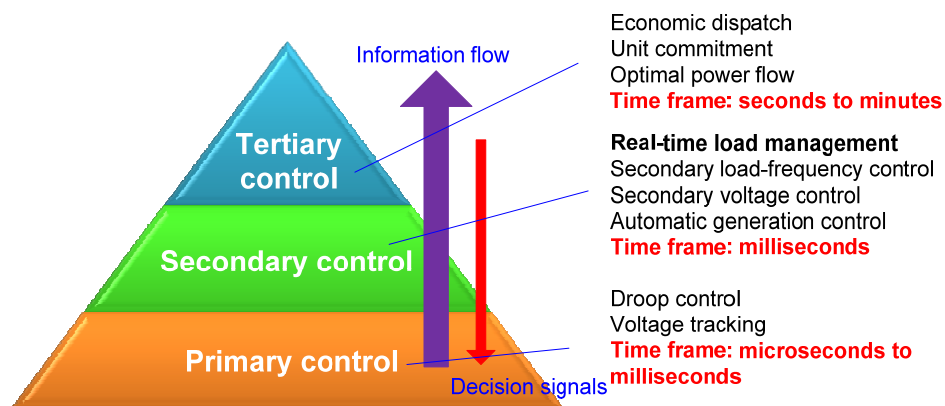 Information flow
Tertiary
control
Secondary control
Primary control
Decision signals
Economic dispatch
Unit commitment
Optimal power flow
Time frame: seconds to minutes
Real-time load management
Secondary load-frequency control
Secondary voltage control
Automatic generation control
Time frame: milliseconds
Droop control
Voltage tracking
Time frame: microseconds to
milliseconds